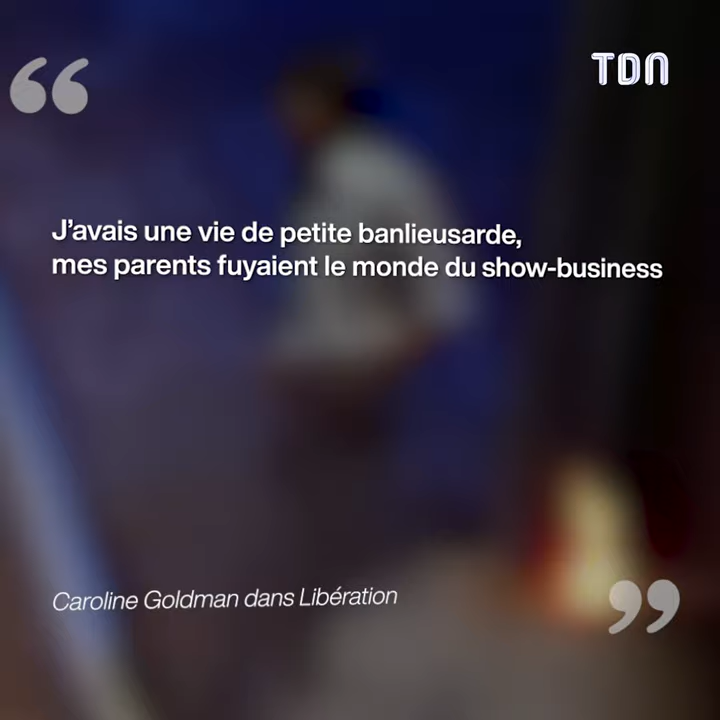 “
TDN
J’avais une vie de petite banlieusarde,
mes parents fuyaient le monde du show-business
Caroline Goldman dans Libération
”